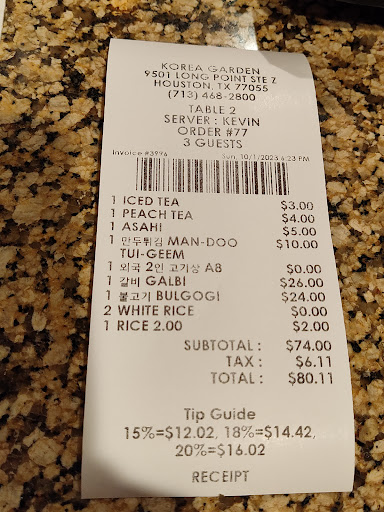 KOREA GARDEN
9501 LONG POINT STE Z
HOUSTON, TX 77055
(713) 468-2800
TABLE 2
SERVER : KEVIN
ORDER #77
3 GUESTS
Invoice #3996 Sun, 10/1/2023 6:23 PM
1 ICED TEA $3.00
1 PEACH TEA $4.00
1 ASAHI $5.00
1 만두튀김 MAN-DOO $10.00
TUI-GEEM
1 외국 2인 고기상 A8 $0.00
1 갈비 GALBI $26.00
1 불고기 BULGOGI $24.00
2 WHITE RICE $0.00
1 RICE 2.00 $2.00
SUBTOTAL : $74.00
TAX : $6.11
TOTAL : $80.11
Tip Guide
15%=$12.02, 18%=$14.42,
20%=$16.02
RECEIPT